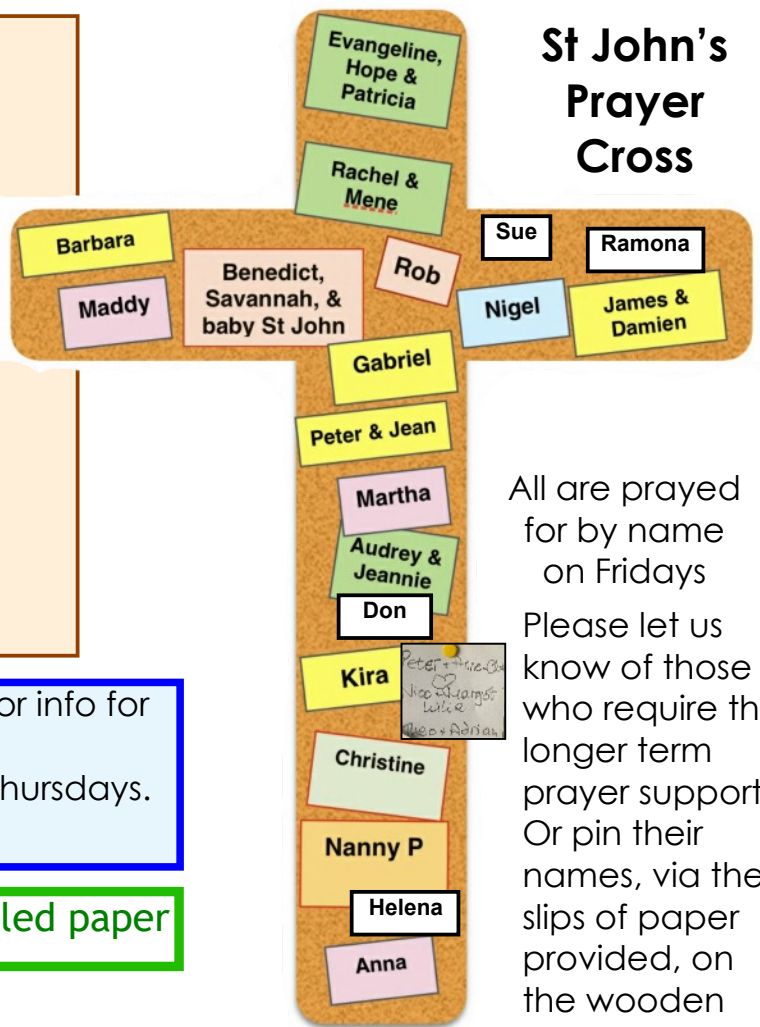 St John’s
Prayer
Cross
Evangeline,
Hope &
Patricia
Rachel &
Mene
Barbara
Maddy
Benedict,
Savannah, &
baby St John
Rob
Sue
Ramona
Nigel
James &
Damien
Gabriel
Peter & Jean
Martha
Audrey &
Jeannie
Don
Kira
Peter +
Christine
Nanny P
Helena
Anna
All are prayed
for by name
on Fridays
Please let us
know of those
who require th
longer term
prayer support
Or pin their
names, via the
slips of paper
provided, on
the wooden
or info for
hursdays.
led paper